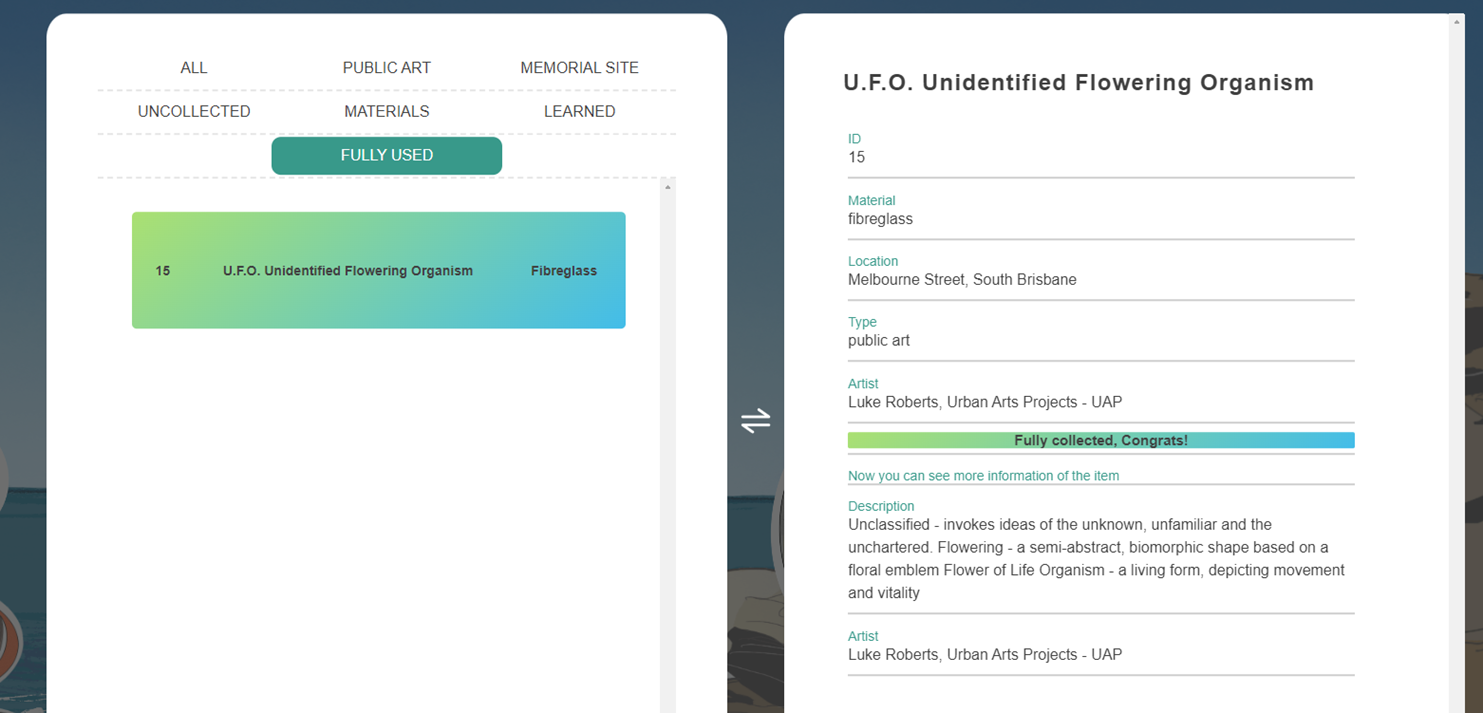 ALL PUBLIC ART MEMORIAL SITE
UNCOLLECTED MATERIALS LEARNED
FULLY USED
15 U.F.O. Unidentified Flowering Organism Fibreglass
U.F.O. Unidentified Flowering Organism
ID
15
Material
fibreglass
Location
Melbourne Street, South Brisbane
Type
public art
Artist
Luke Roberts, Urban Arts Projects - UAP
Fully collected, Congrats!
Now you can see more information of the item
Description
Unclassified - invokes ideas of the unknown, unfamiliar and the
unchartered. Flowering - a semi-abstract, biomorphic shape based on a
floral emblem Flower of Life Organism - a living form, depicting movement
and vitality
Artist
Luke Roberts, Urban Arts Projects - UAP